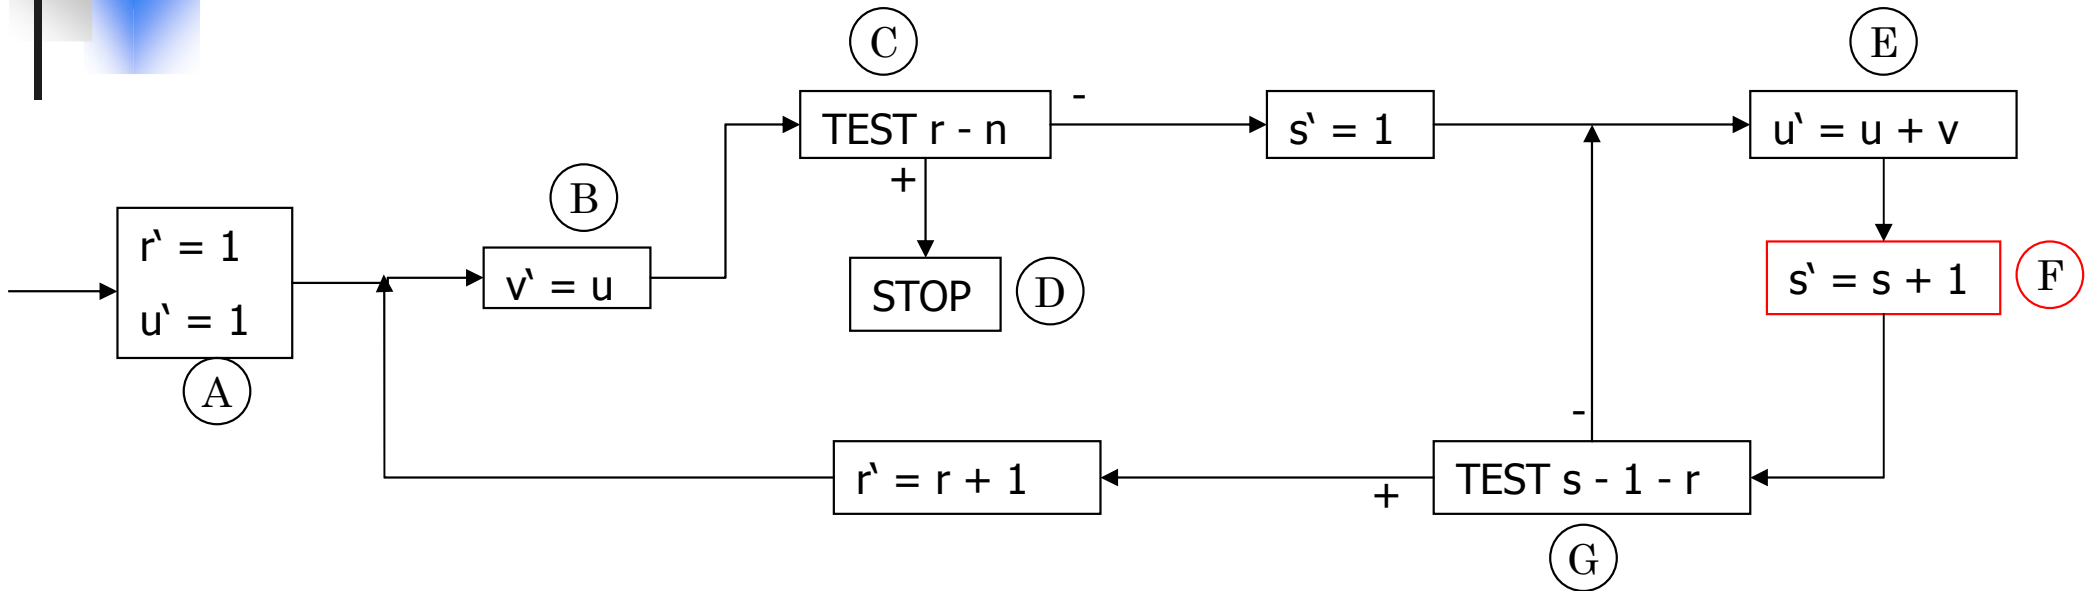 C
E
TEST r - n
-
s‘ = 1
u‘ = u + v
+
B
r‘ = 1
u‘ = 1
v‘ = u
STOP
D
s‘ = s + 1
F
A
-
r‘ = r + 1
+
TEST s - 1 - r
G